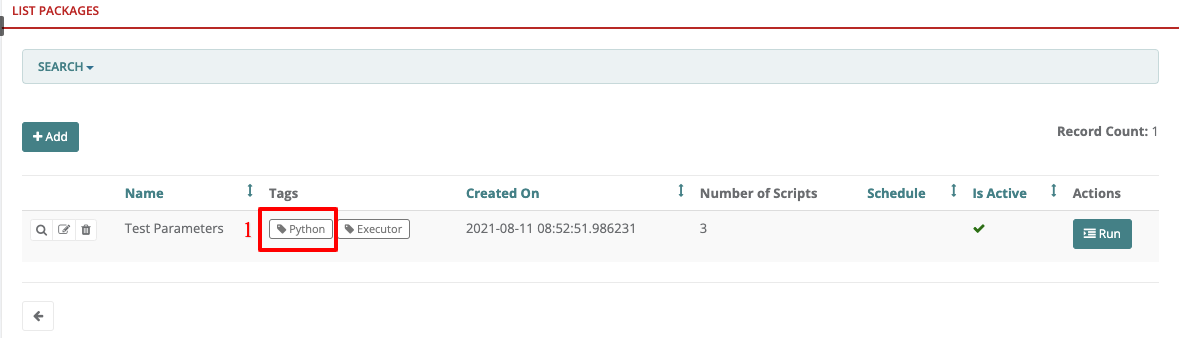 LIST PACKAGES
SEARCH
Add
Record Count: 1
Name Tags Created On Number of Scripts Schedule Is Active Actions
Test Parameters 1 Python Executor 2021-08-11 08:52:51.986231 3 Run